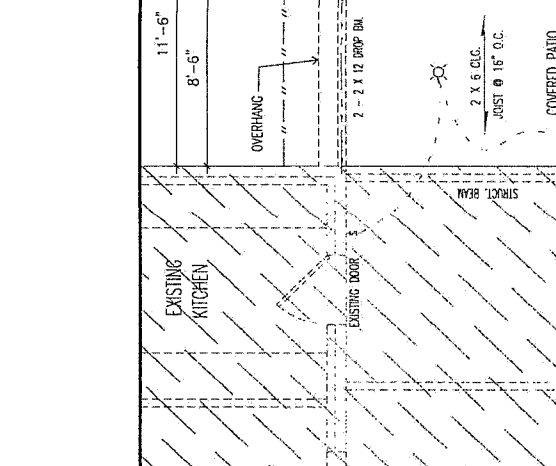 11'-6"
8'-6"
OVERHANG
2 - 2 X 12 DROP BM.
2 X 6 CLG.
JOIST @ 16" O.C.
COVERED PATIO
STRUCT. BEAM
EXISTING
KITCHEN
EXISTING DOOR
S